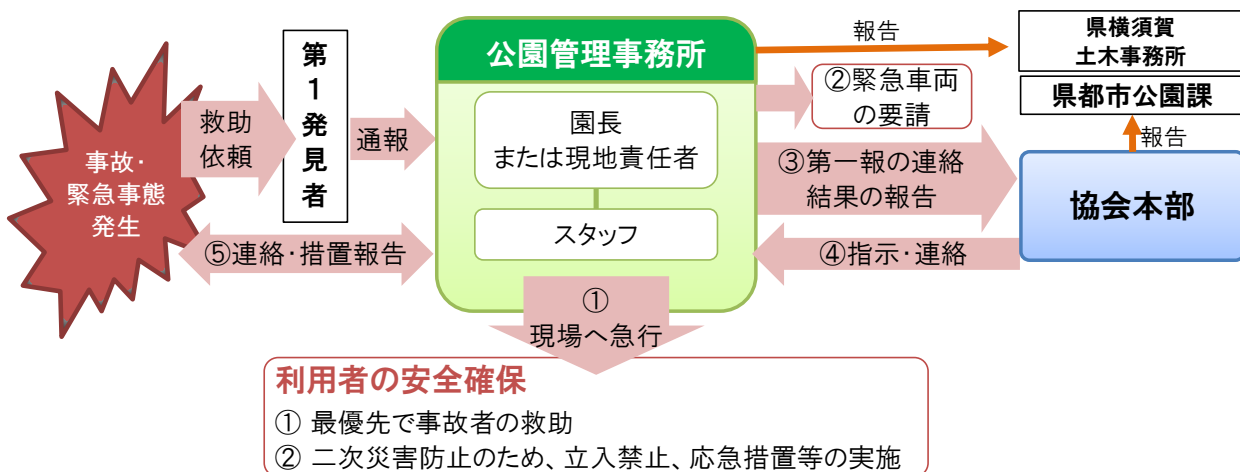 事故・
緊急事態
発生
救助
依頼
第
1
発
見
者
通報
公園管理事務所
園長
または現地責任者
スタッフ
報告
県横須賀
土木事務所
②緊急車両
の要請
県都市公園課
報告
③第一報の連絡
結果の報告
協会本部
④指示・連絡
⑤連絡・措置報告
①
現場へ急行
利用者の安全確保
① 最優先で事故者の救助
② 二次災害防止のため、立入禁止、応急措置等の実施